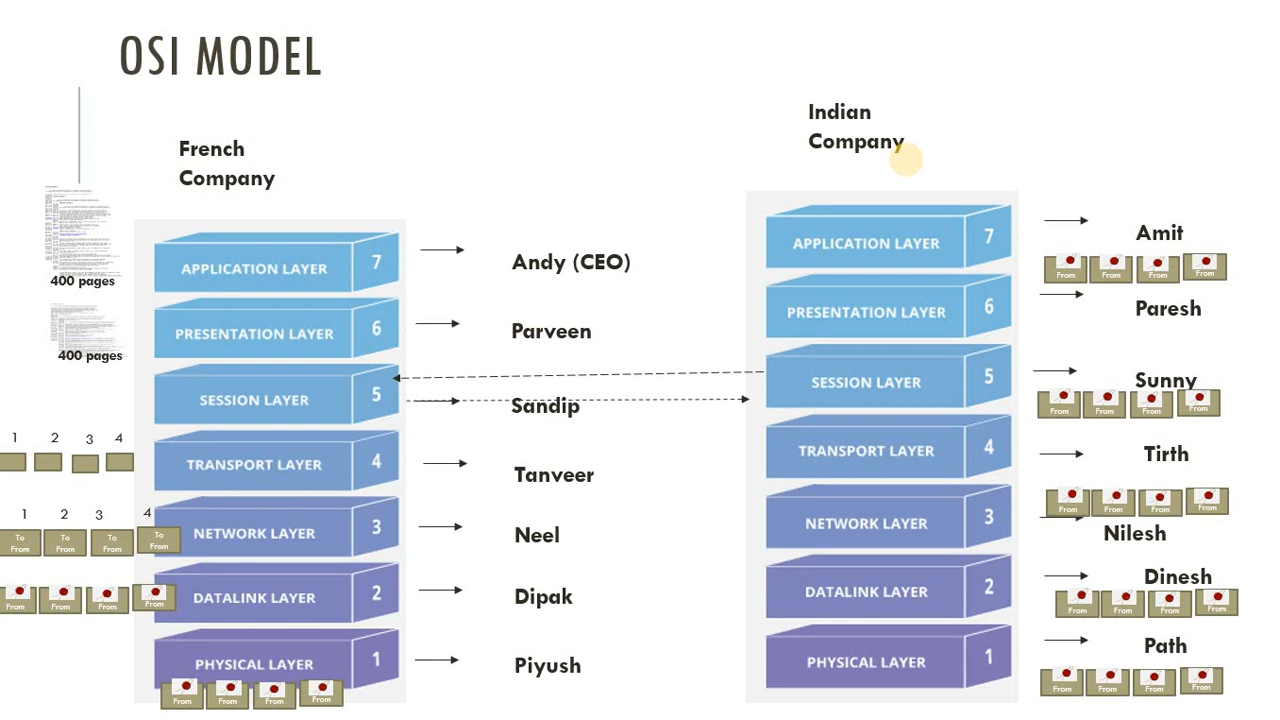 OSI MODEL
French
Company
Indian
Company
400 pages
400 pages
APPLICATION LAYER 7
Andy (CEO)
PRESENTATION LAYER 6
Parveen
SESSION LAYER 5
Sandip
1 2 3 4
TRANSPORT LAYER 4
Tanveer
1 2 3 4
To To To To
From From From From
NETWORK LAYER 3
Neel
From From From From
DATALINK LAYER 2
Dipak
PHYSICAL LAYER 1
Piyush
From From From From
APPLICATION LAYER 7
Amit
From From From From
PRESENTATION LAYER 6
Paresh
SESSION LAYER 5
Sunny
From From From From
TRANSPORT LAYER 4
Tirth
From From From From
NETWORK LAYER 3
Nilesh
DATALINK LAYER 2
Dinesh
From From From From
PHYSICAL LAYER 1
Path
From From From From